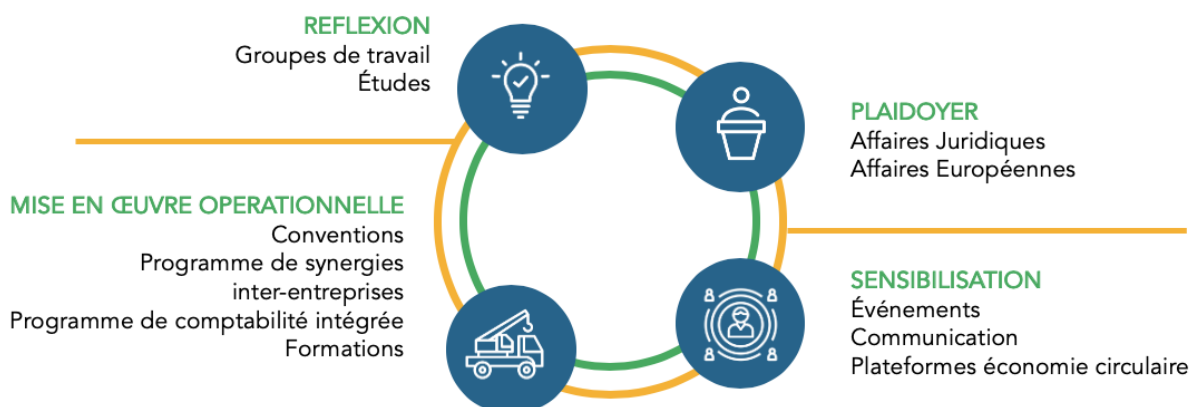 REFLEXION
Groupes de travail
Études
PLAIDOYER
Affaires Juridiques
Affaires Européennes
MISE EN ŒUVRE OPERATIONNELLE
Conventions
Programme de synergies
inter-entreprises
Programme de comptabilité intégrée
Formations
SENSIBILISATION
Événements
Communication
Plateformes économie circulaire